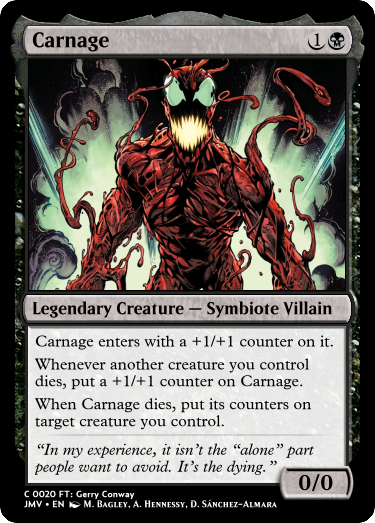 Carnage 1
Legendary Creature — Symbiote Villain
Carnage enters with a +1/+1 counter on it.
Whenever another creature you control
dies, put a +1/+1 counter on Carnage.
When Carnage dies, put its counters on
target creature you control.
“In my experience, it isn't the “alone” part
people want to avoid. It's the dying.”
0/0
C 0020 FT: Gerry Conway
JMV • EN M. BAGLEY, A. HENNESSY, D. SÁNCHEZ-ALMARA